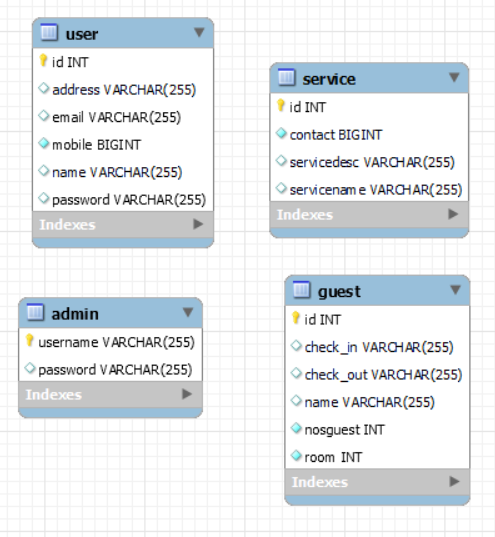 user
id INT
address VARCHAR(255)
email VARCHAR(255)
mobile BIGINT
name VARCHAR(255)
password VARCHAR(255)
Indexes
service
id INT
contact BIGINT
servicedesc VARCHAR(255)
servicename VARCHAR(255)
Indexes
admin
username VARCHAR(255)
password VARCHAR(255)
Indexes
guest
id INT
check_in VARCHAR(255)
check_out VARCHAR(255)
name VARCHAR(255)
nosguest INT
room INT
Indexes